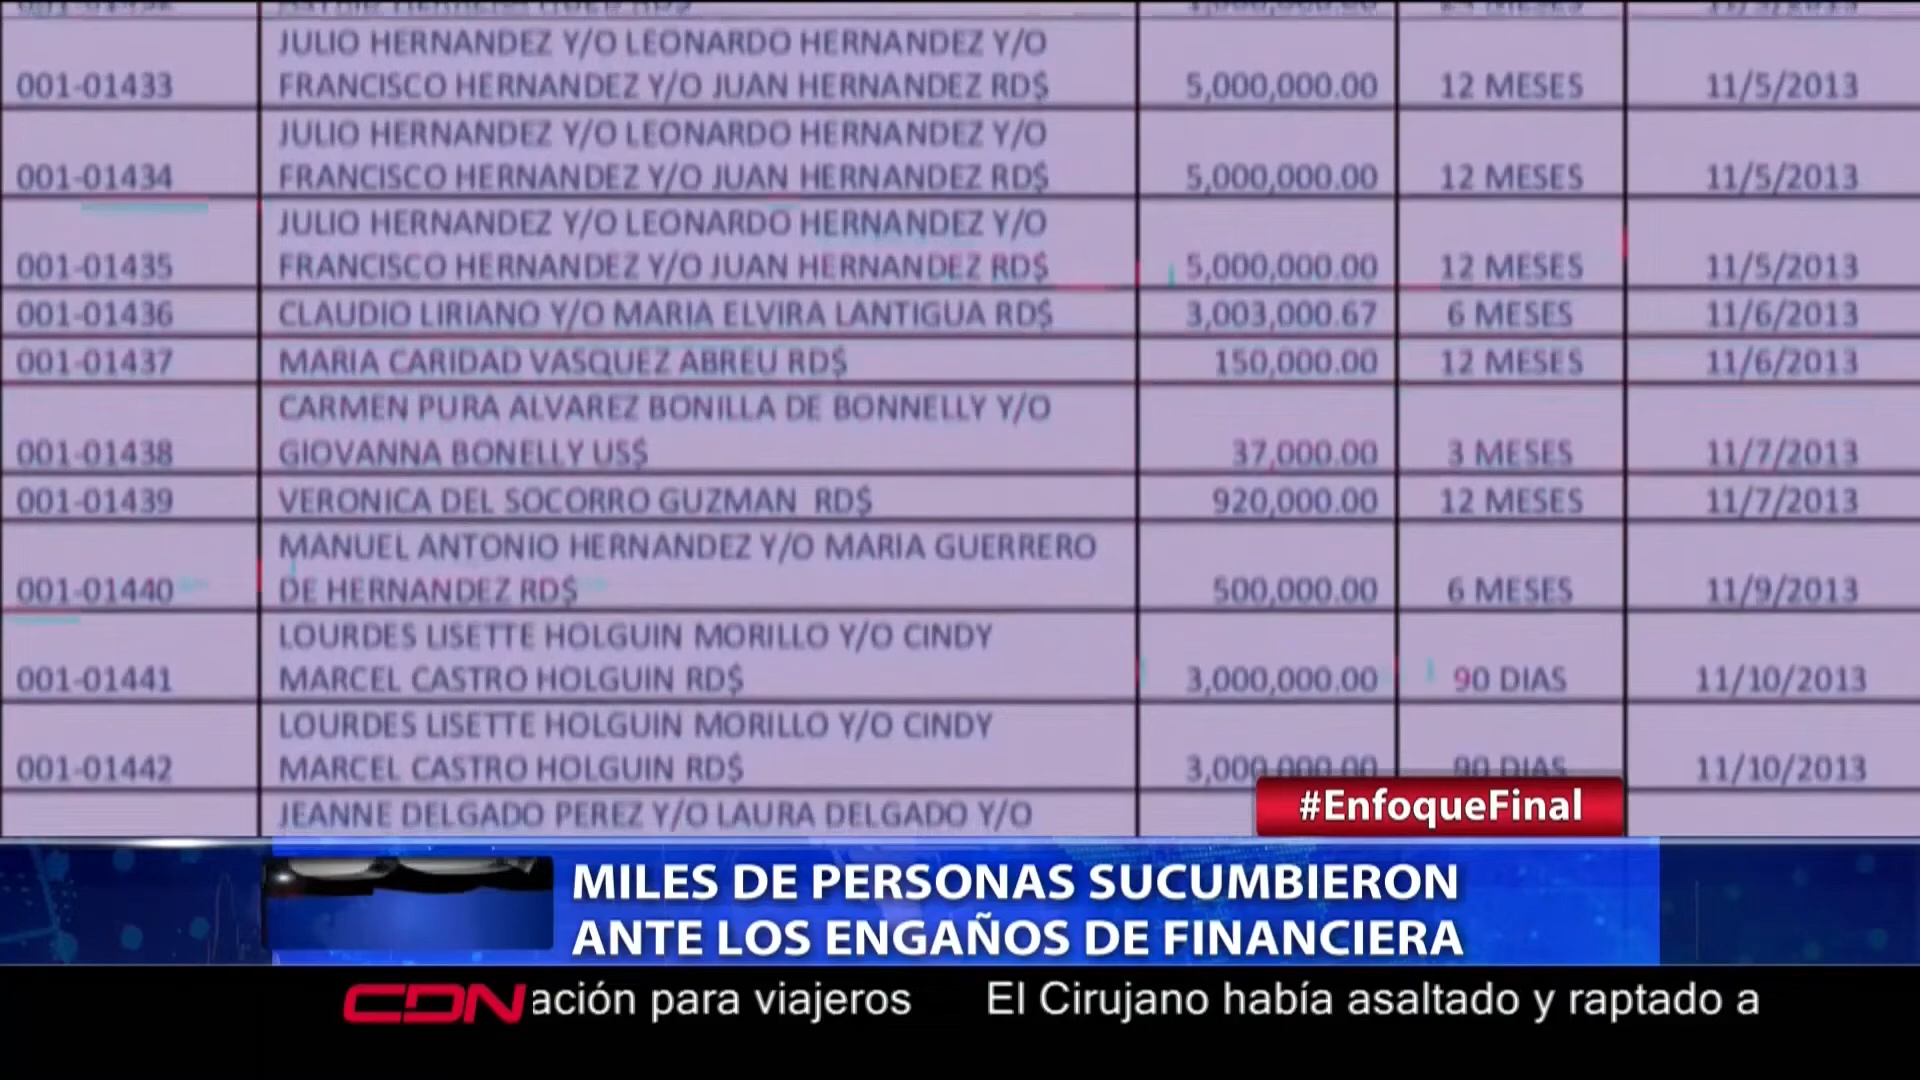 JULIO HERNANDEZ Y/O LEONARDO HERNANDEZ Y/O
001-01433 FRANCISCO HERNANDEZ Y/O JUAN HERNANDEZ RD$ 5,000,000.00 12 MESES 11/5/2013
JULIO HERNANDEZ Y/O LEONARDO HERNANDEZ Y/O
001-01434 FRANCISCO HERNANDEZ Y/O JUAN HERNANDEZ RD$ 5,000,000.00 12 MESES 11/5/2013
JULIO HERNANDEZ Y/O LEONARDO HERNANDEZ Y/O
001-01435 FRANCISCO HERNANDEZ Y/O JUAN HERNANDEZ RD$ 5,000,000.00 12 MESES 11/5/2013
001-01436 CLAUDIO LIRIANO Y/O MARIA ELVIRA LANTIGUA RD$ 3,003,000.67 6 MESES 11/6/2013
001-01437 MARIA CARIDAD VASQUEZ ABREU RD$ 150,000.00 12 MESES 11/6/2013
CARMEN PURA ALVAREZ BONILLA DE BONNELLY Y/O
001-01438 GIOVANNA BONELLY US$ 37,000.00 3 MESES 11/7/2013
001-01439 VERONICA DEL SOCORRO GUZMAN RD$ 920,000.00 12 MESES 11/7/2013
MANUEL ANTONIO HERNANDEZ Y/O MARIA GUERRERO
001-01440 DE HERNANDEZ RD$ 500,000.00 6 MESES 11/9/2013
LOURDES LISETTE HOLGUIN MORILLO Y/O CINDY
001-01441 MARCEL CASTRO HOLGUIN RD$ 3,000,000.00 90 DIAS 11/10/2013
LOURDES LISETTE HOLGUIN MORILLO Y/O CINDY
001-01442 MARCEL CASTRO HOLGUIN RD$ 3,000,000.00 90 DIAS 11/10/2013
JEANNE DELGADO PEREZ Y/O LAURA DELGADO Y/O
#EnfoqueFinal
MILES DE PERSONAS SUCUMBIERON
ANTE LOS ENGAÑOS DE FINANCIERA
CDN ación para viajeros El Cirujano había asaltado y raptado a